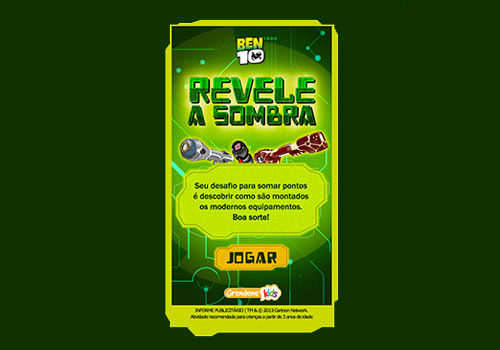 BEN
10
REVELE
A SOMBRA
Seu desafio para somar pontos
é descobrir como são montados
os modernos equipamentos.
Boa sorte!
JOGAR
Grendene kids
INFORME PUBLICITÁRIO | TM & © 2013 Cartoon Network.
Atividade recomendada para crianças a partir de 3 anos de idade